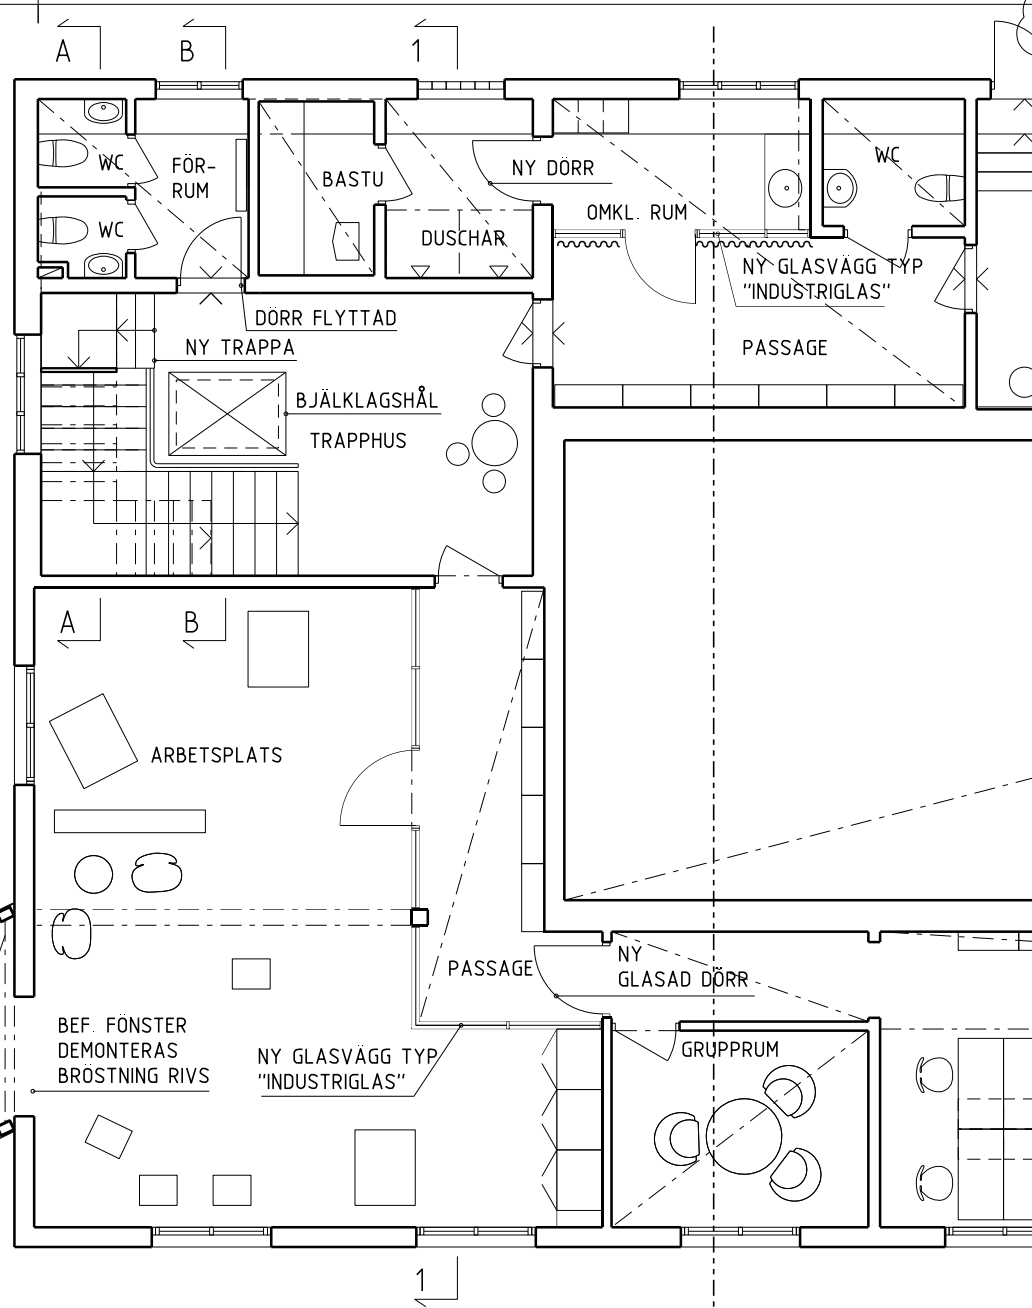 A
B
1
WC
FÖR-
RUM
BASTU
NY DÖRR
WC
WC
OMKL. RUM
DUSCHAR
NY GLASVÄGG TYP
"INDUSTRIGLAS"
DÖRR FLYTTAD
NY TRAPPA
PASSAGE
BJÄLKLAGSHÅL
TRAPPHUS
A
B
ARBETSPLATS
PASSAGE
NY
GLASAD DÖRR
BEF. FÖNSTER
DEMONTERAS
BRÖSTNING RIVS
NY GLASVÄGG TYP
"INDUSTRIGLAS"
GRUPPRUM
1